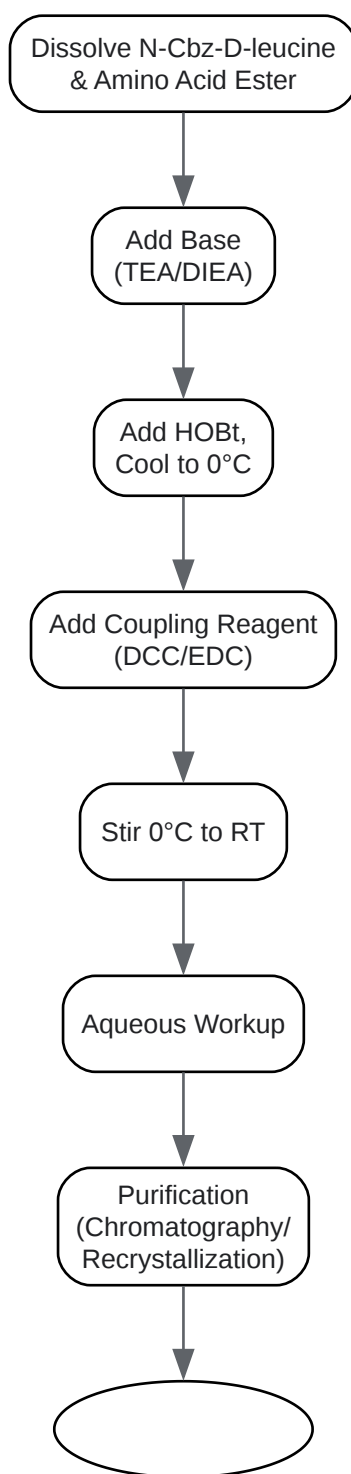 Dissolve N-Cbz-D-leucine
& Amino Acid Ester
Add Base
(TEA/DIEA)
Add HOBt,
Cool to 0°C
Add Coupling Reagent
(DCC/EDC)
Stir 0°C to RT
Aqueous Workup
Purification
(Chromatography/
Recrystallization)